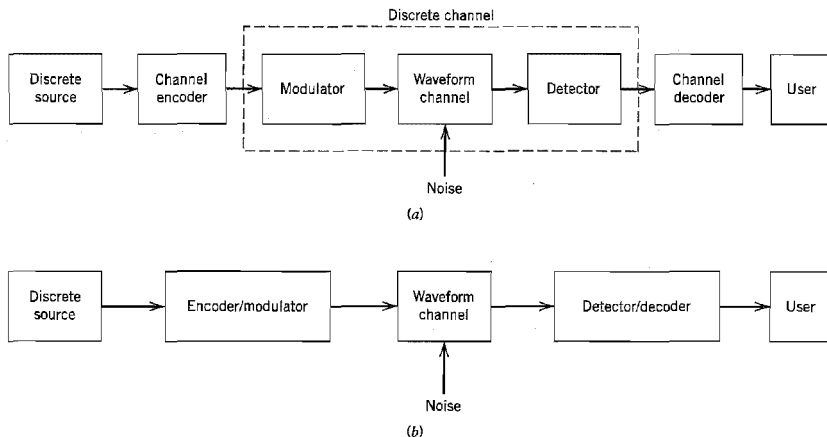 Discrete channel
Discrete
source
Channel
encoder
Modulator
Waveform
channel
Detector
Channel
decoder
User
Noise
(a)
Discrete
source
Encoder/modulator
Waveform
channel
Detector/decoder
User
Noise
(b)